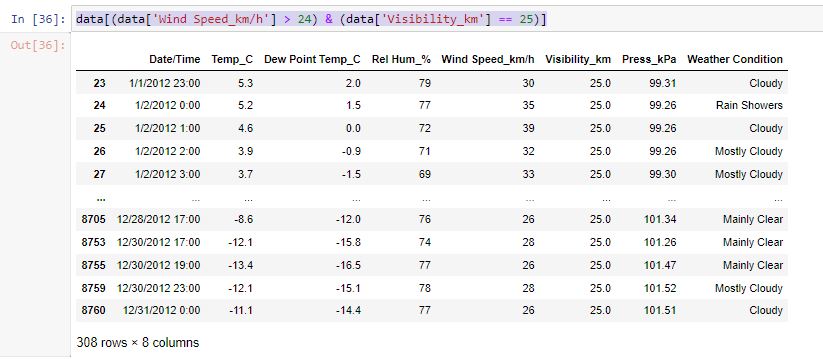 In [36]: data[(data['Wind Speed_km/h'] > 24) & (data['Visibility_km'] == 25)]
Out[36]:
Date/Time Temp_C Dew Point Temp_C Rel Hum_% Wind Speed_km/h Visibility_km Press_kPa Weather Condition
23 1/1/2012 23:00 5.3 2.0 79 30 25.0 99.31 Cloudy
24 1/2/2012 0:00 5.2 1.5 77 35 25.0 99.26 Rain Showers
25 1/2/2012 1:00 4.6 0.0 72 39 25.0 99.26 Cloudy
26 1/2/2012 2:00 3.9 -0.9 71 32 25.0 99.26 Mostly Cloudy
27 1/2/2012 3:00 3.7 -1.5 69 33 25.0 99.30 Mostly Cloudy
... ... ... ... ... ... ... ... ...
8705 12/28/2012 17:00 -8.6 -12.0 76 26 25.0 101.34 Mainly Clear
8753 12/30/2012 17:00 -12.1 -15.8 74 28 25.0 101.26 Mainly Clear
8755 12/30/2012 19:00 -13.4 -16.5 77 26 25.0 101.47 Mainly Clear
8759 12/30/2012 23:00 -12.1 -15.1 78 28 25.0 101.52 Mostly Cloudy
8760 12/31/2012 0:00 -11.1 -14.4 77 26 25.0 101.51 Cloudy
308 rows × 8 columns